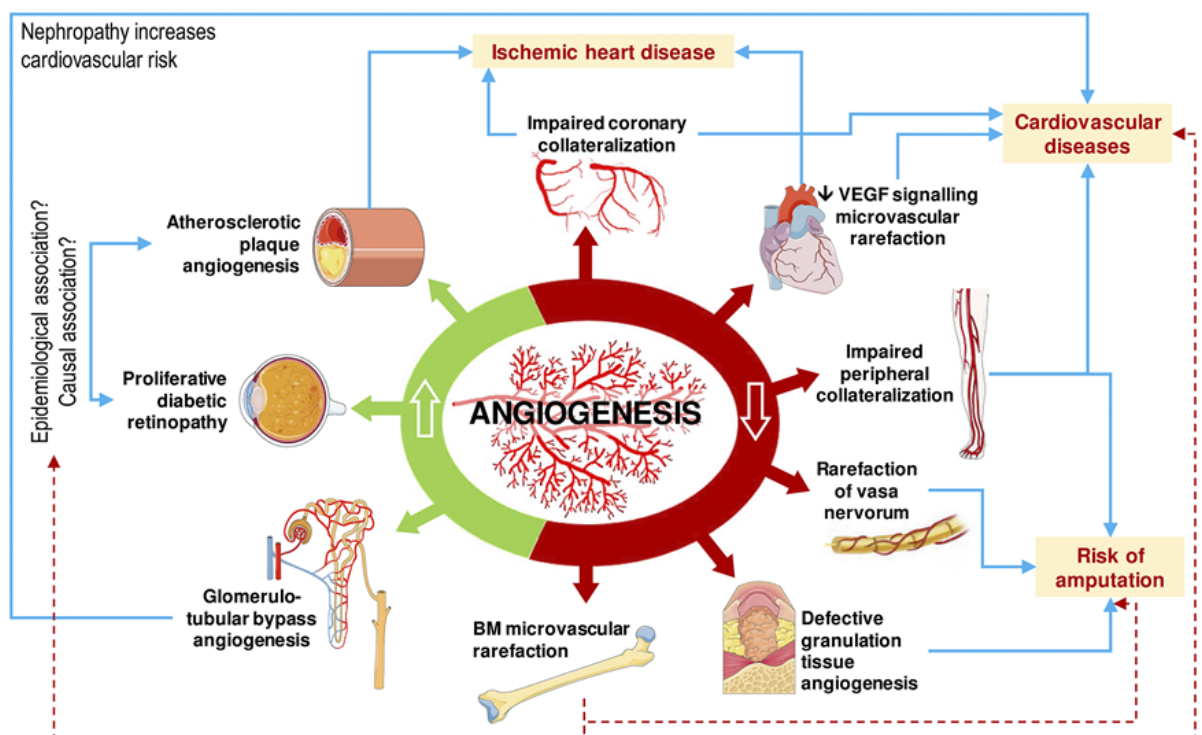 Nephropathy increases
cardiovascular risk
Ischemic heart disease
Impaired coronary
collateralization
Cardiovascular
diseases
↓ VEGF signalling
microvascular
rarefaction
Atherosclerotic
plaque
angiogenesis
Epidemiological association?
Causal association?
Impaired
peripheral
collateralization
Proliferative
diabetic
retinopathy
ANGIOGENESIS
Rarefaction
of vasa
nervorum
Risk of
amputation
Glomerulo-
tubular bypass
angiogenesis
BM microvascular
rarefaction
Defective
granulation
tissue
angiogenesis